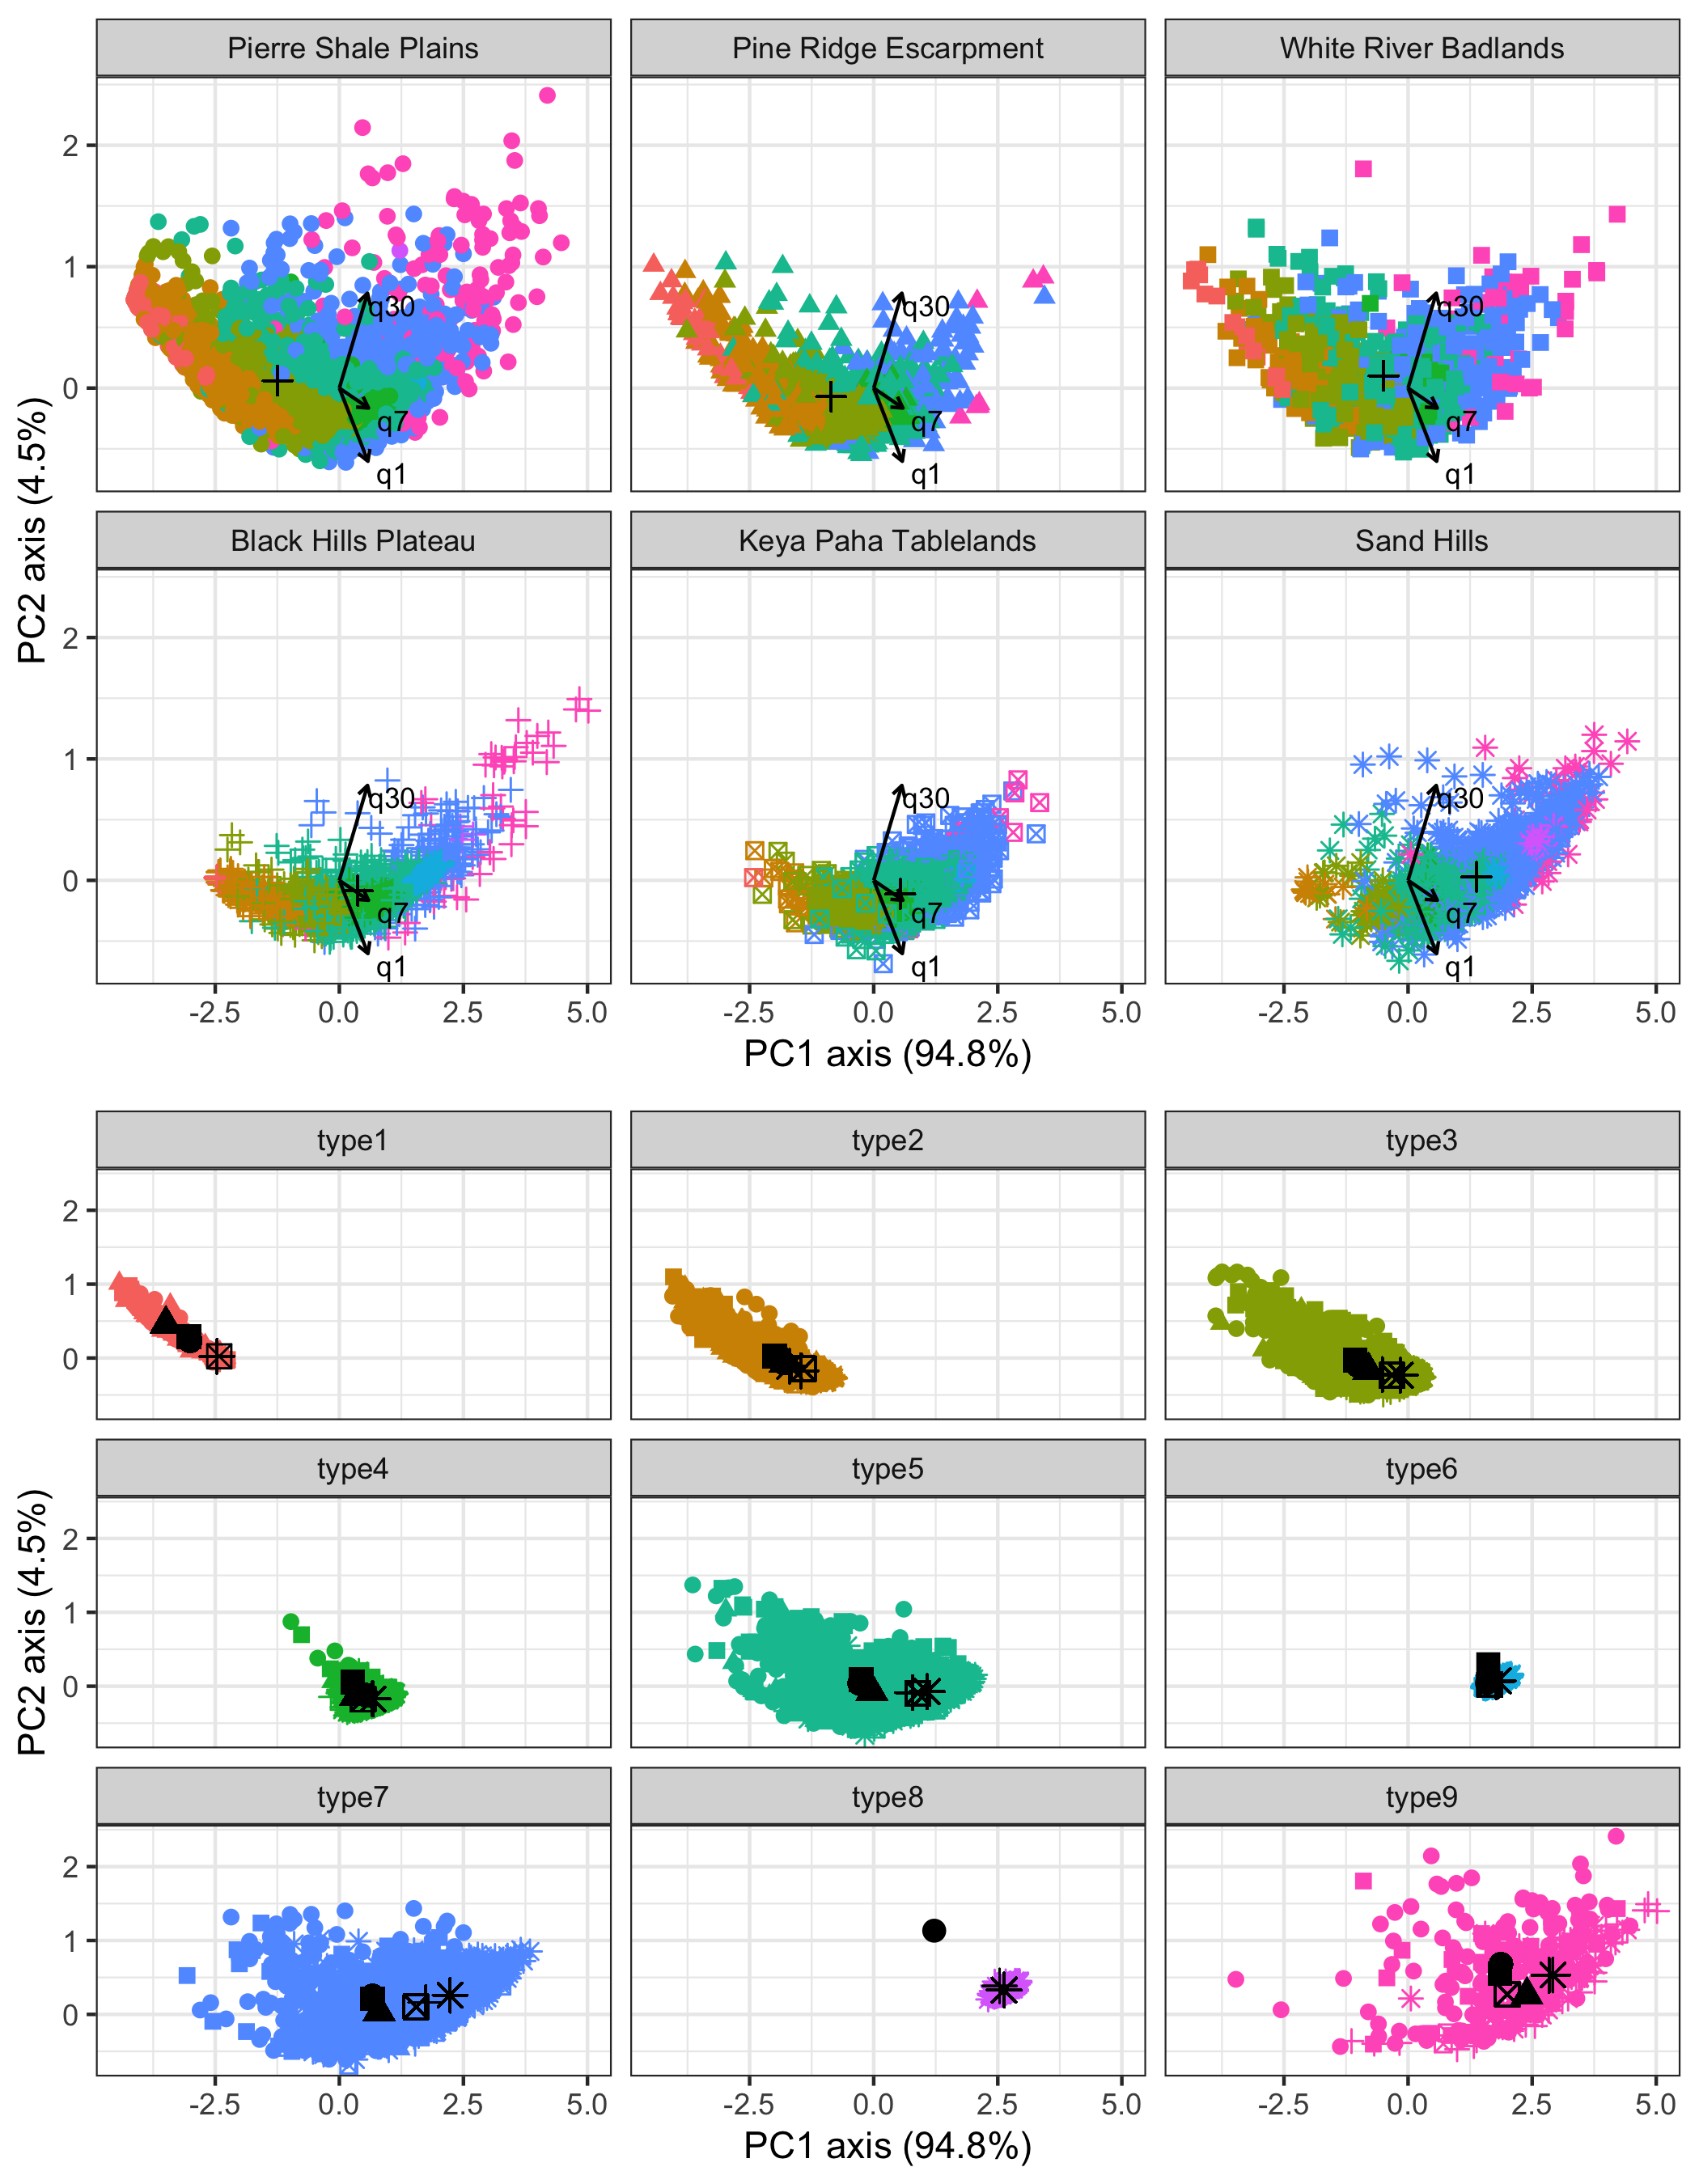 Pierre Shale Plains Pine Ridge Escarpment White River Badlands
2
1
0
q30 q30 q30
q7 q7 q7
q1 q1 q1
Black Hills Plateau Keya Paha Tablelands Sand Hills
2
1
0
q30 q30 q30
q7 q7 q7
q1 q1 q1
PC2 axis (4.5%)
-2.5 0.0 2.5 5.0 -2.5 0.0 2.5 5.0 -2.5 0.0 2.5 5.0
PC1 axis (94.8%)
type1 type2 type3
2
1
0
type4 type5 type6
2
1
0
PC2 axis (4.5%)
type7 type8 type9
2
1
0
-2.5 0.0 2.5 5.0 -2.5 0.0 2.5 5.0 -2.5 0.0 2.5 5.0
PC1 axis (94.8%)